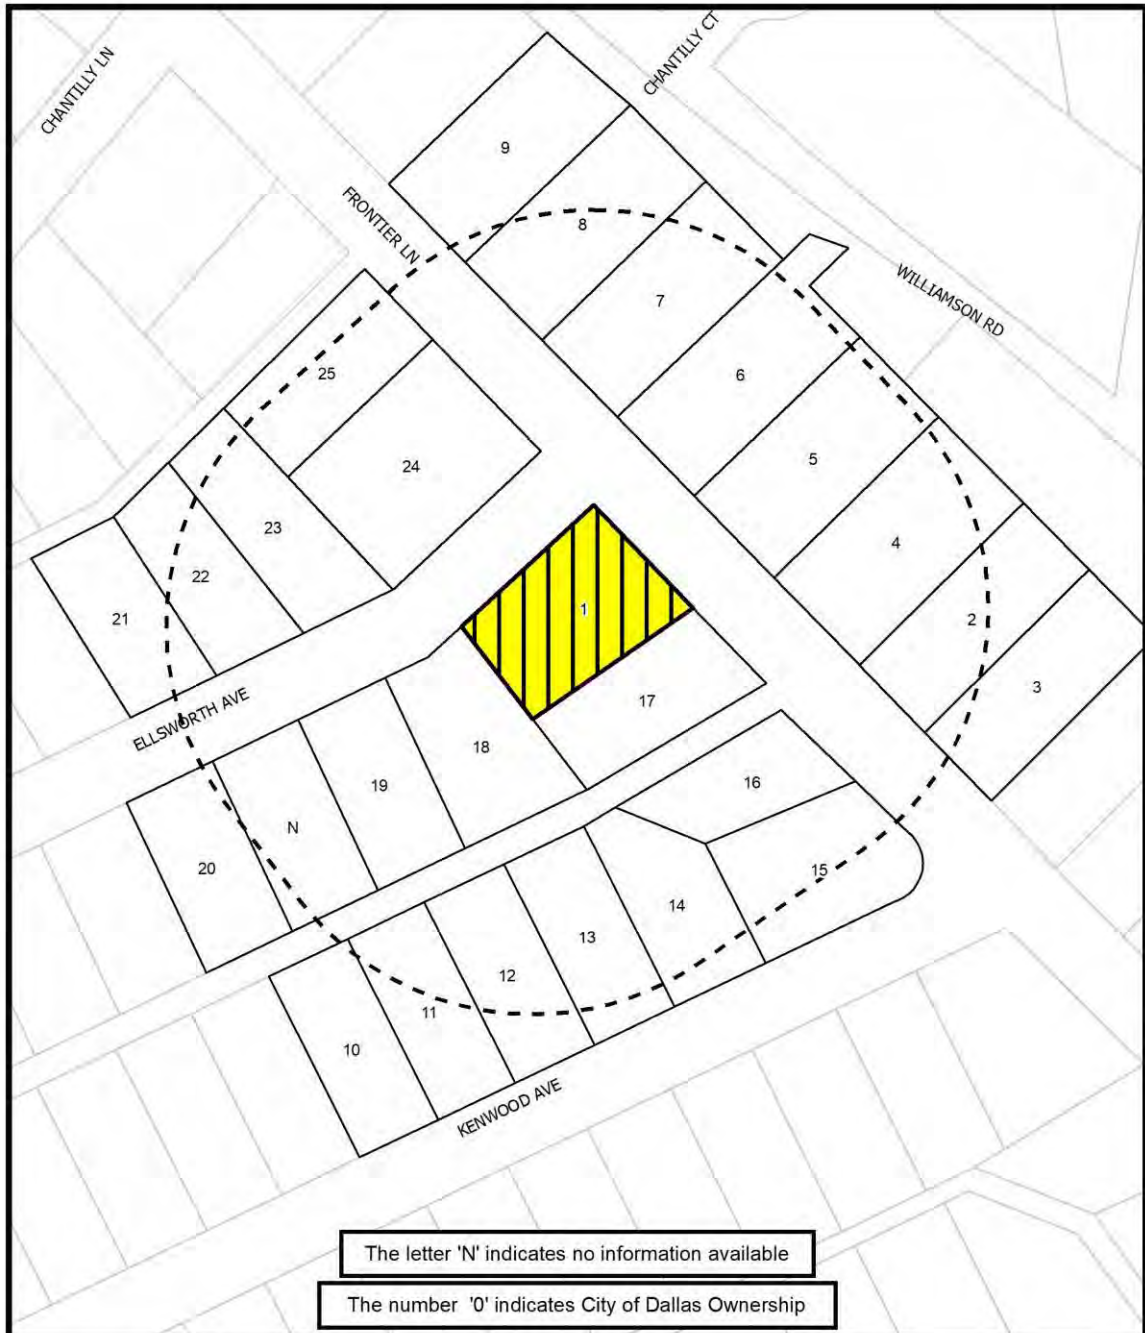 CHANTILLY LN
CHANTILLY CT
FRONTIER LN
WILLIAMSON RD
9
8
7
6
5
4
2
3
25
24
23
22
21
1
17
18
19
N
20
16
15
14
13
12
11
10
ELLSWORTH AVE
KENWOOD AVE
The letter 'N' indicates no information available
The number '0' indicates City of Dallas Ownership